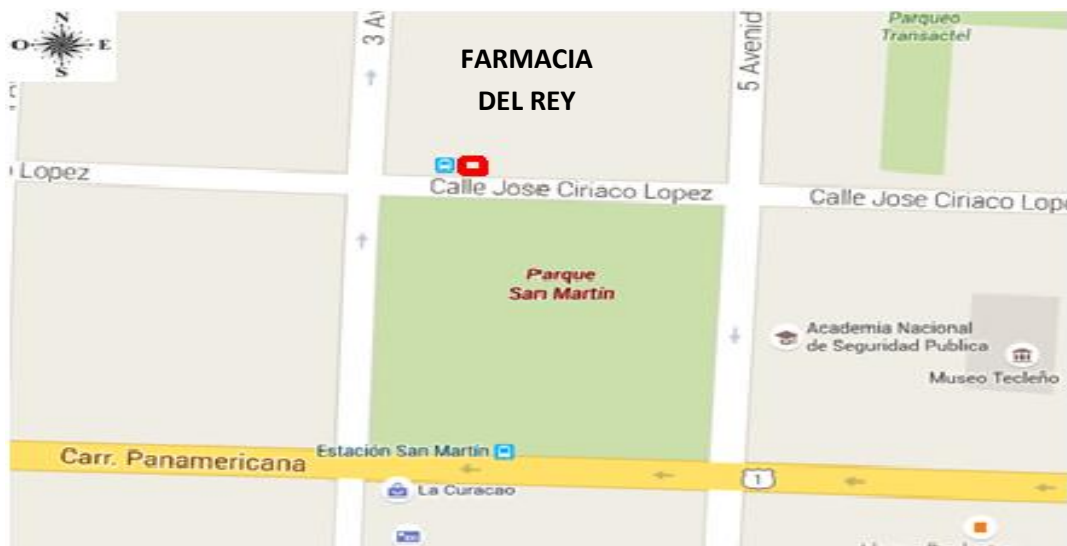 N
O E
S
3 Av
FARMACIA
DEL REY
5 Avenid
Parqueo
Transactel
Lopez
Calle Jose Ciriaco Lopez
Calle Jose Ciriaco Lope
Parque
San Martín
Academia Nacional
de Seguridad Publica
Museo Tecleño
Estación San Martín
Carr. Panamericana
1
La Curacao